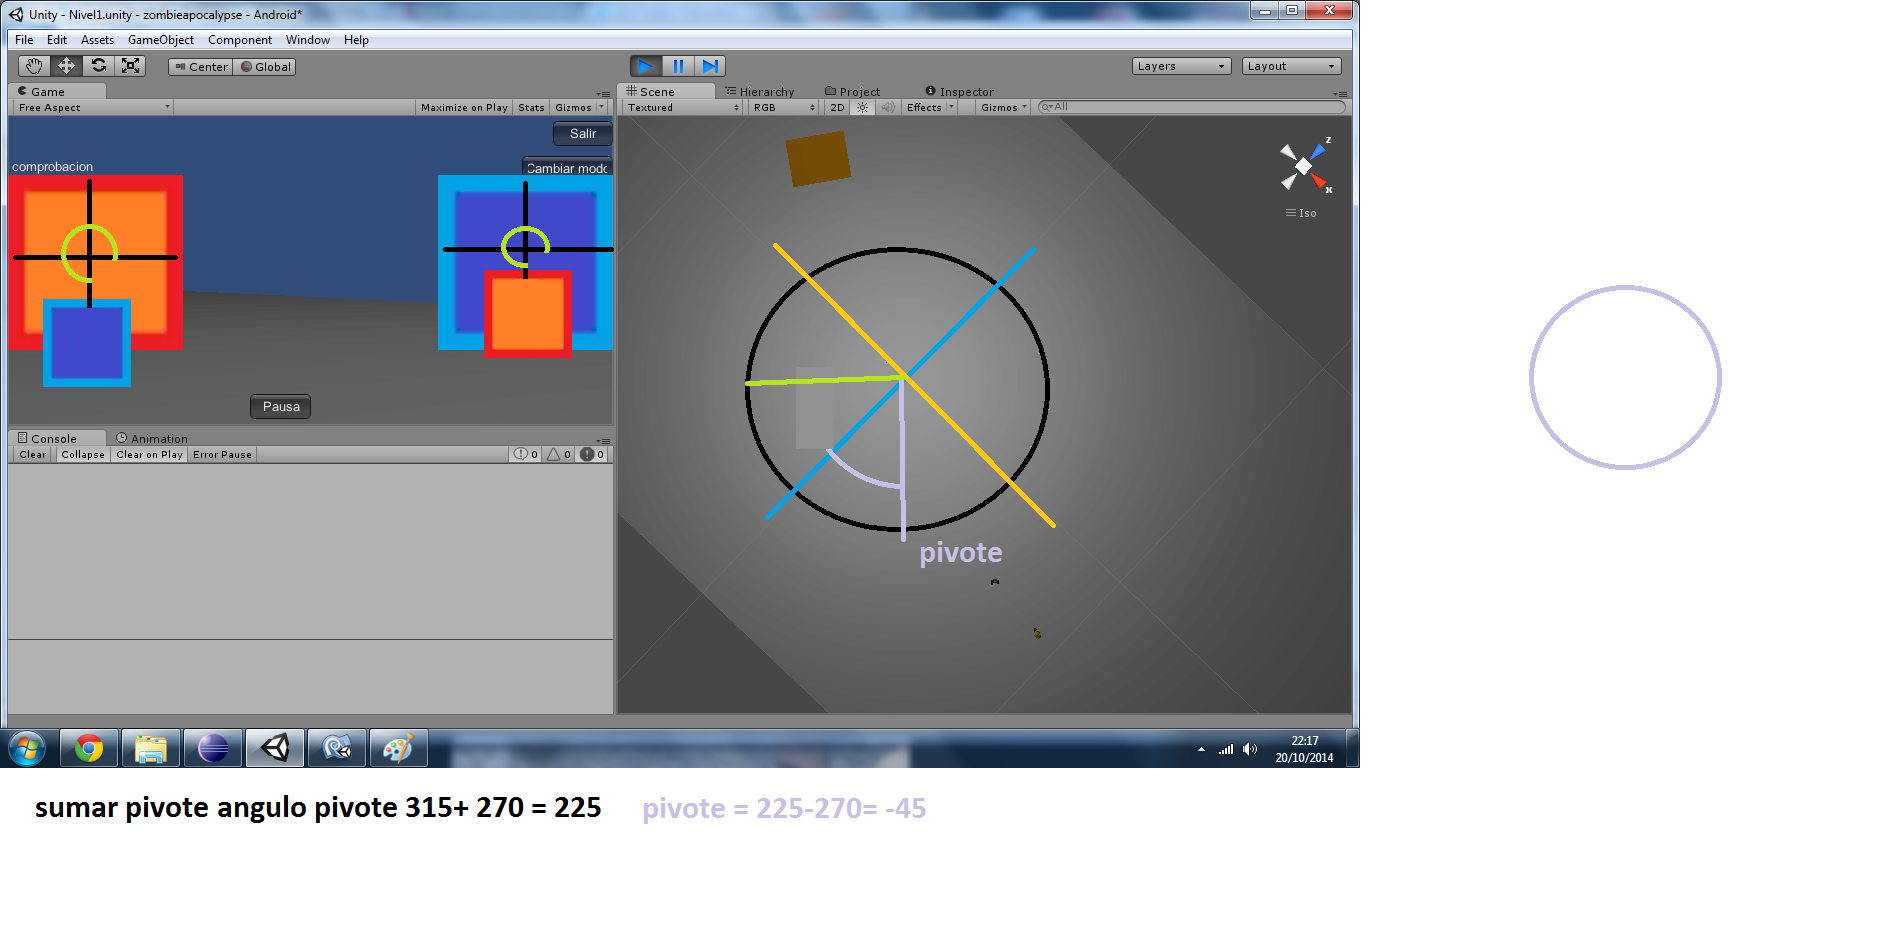 Unity - Nivel1.unity - zombieapocalypse - Android*
File Edit Assets GameObject Component Window Help
Center Global Layers Layout
Game
Free Aspect Maximize on Play Stats Gizmos
Scene Hierarchy Project Inspector
Textured RGB 2D Effects Gizmos All
Salir
comprobacion
Cambiar modo
Pausa
z
x
Iso
pivote
Console Animation
Clear Collapse Clear on Play Error Pause 0 0 0
22:17
20/10/2014
sumar pivote angulo pivote 315+ 270 = 225 pivote = 225-270= -45